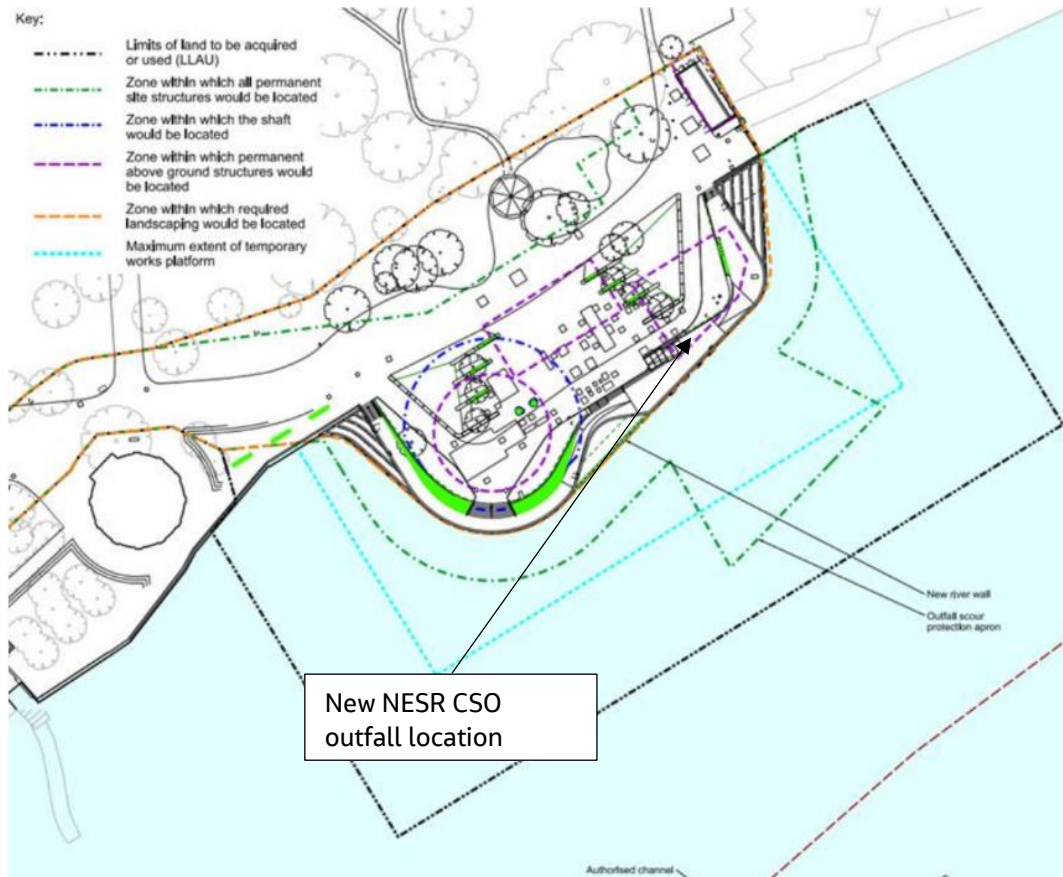 Key:
Limits of land to be acquired
or used (LLAU)
Zone within which all permanent
site structures would be located
Zone within which the shaft
would be located
Zone within which permanent
above ground structures would
be located
Zone within which required
landscaping would be located
Maximum extent of temporary
works platform
New river wall
Outfall scour
protection apron
New NESR CSO
outfall location
Authorised channel